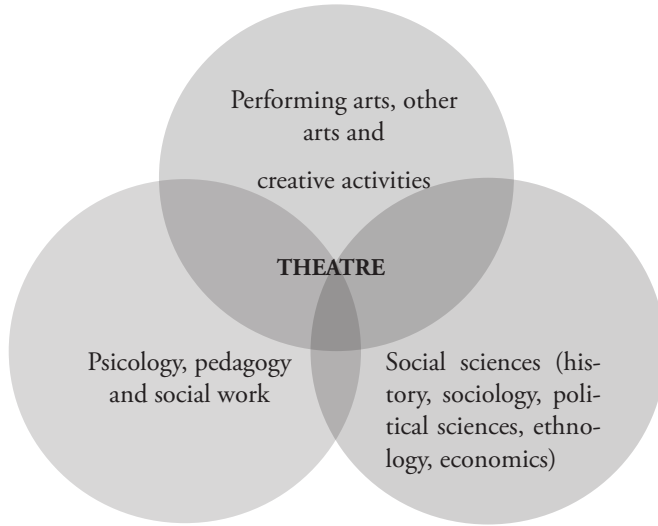 Performing arts, other
arts and
creative activities
THEATRE
Psicology, pedagogy
and social work
Social sciences (his-
tory, sociology, poli-
tical sciences, ethno-
logy, economics)